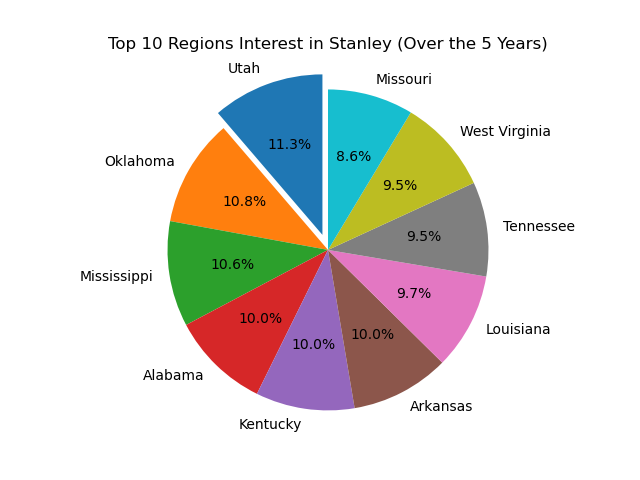 Top 10 Regions Interest in Stanley (Over the 5 Years)
Utah
11.3%
Oklahoma
10.8%
Mississippi
10.6%
Alabama
10.0%
Kentucky
10.0%
Arkansas
10.0%
Louisiana
9.7%
Tennessee
9.5%
West Virginia
9.5%
Missouri
8.6%